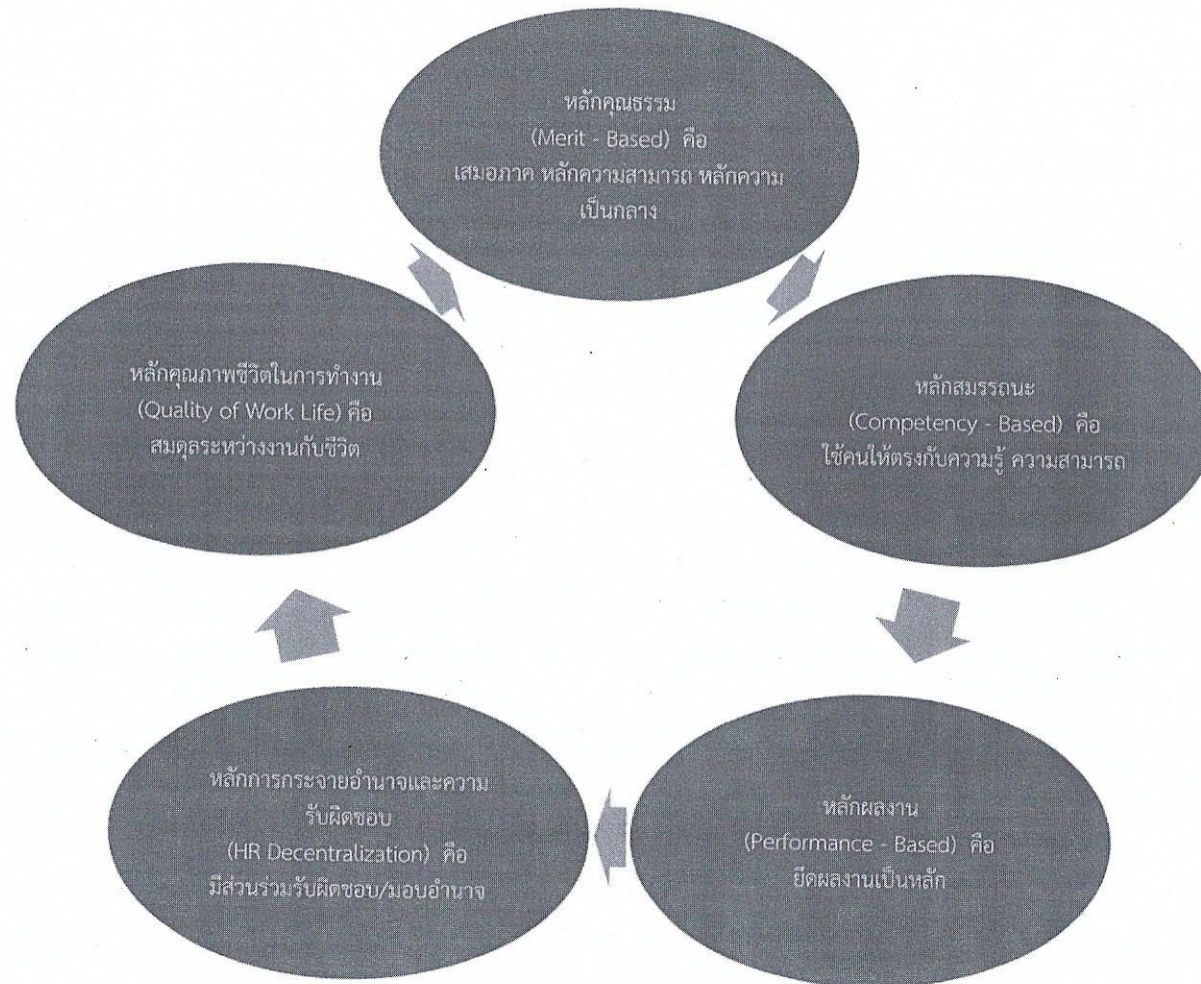 หลักคุณธรรม
(Merit - Based) คือ
เสมอภาค หลักความสามารถ หลักความ
เป็นกลาง
หลักคุณภาพชีวิตในการทำงาน
(Quality of Work Life) คือ
สมดุลระหว่างงานกับชีวิต
หลักสมรรถนะ
(Competency - Based) คือ
ใช้คนให้ตรงกับความรู้ ความสามารถ
หลักการกระจายอำนาจและความ
รับผิดชอบ
(HR Decentralization) คือ
มีส่วนร่วมรับผิดชอบ/มอบอำนาจ
หลักผลงาน
(Performance - Based) คือ
ยึดผลงานเป็นหลัก